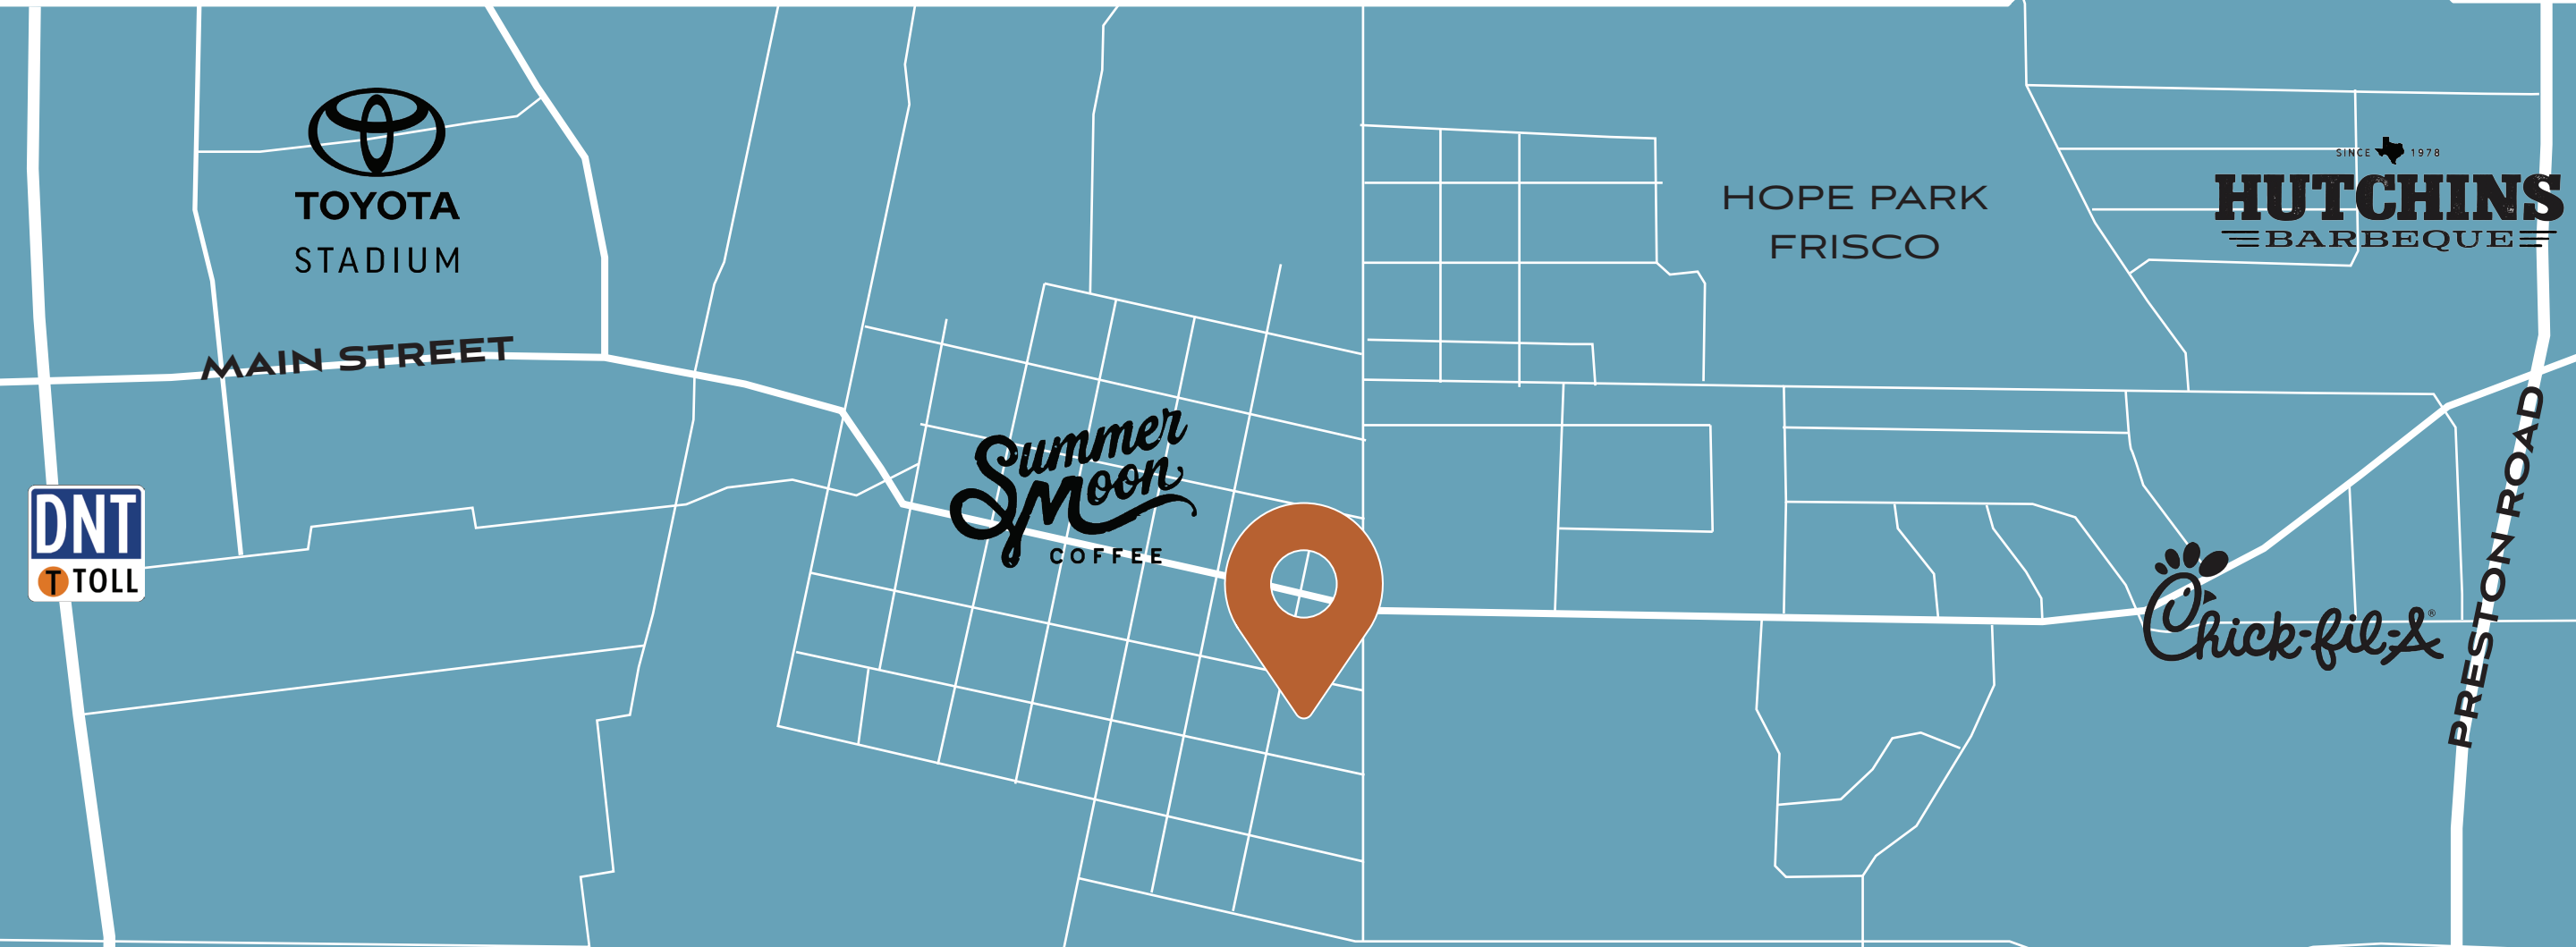 TOYOTA
STADIUM
MAIN STREET
DNT
T TOLL
Summer
Moon
COFFEE
HOPE PARK
FRISCO
SINCE 1978
HUTCHINS
BARBEQUE
Chick-fil-A®
PRESTON ROAD